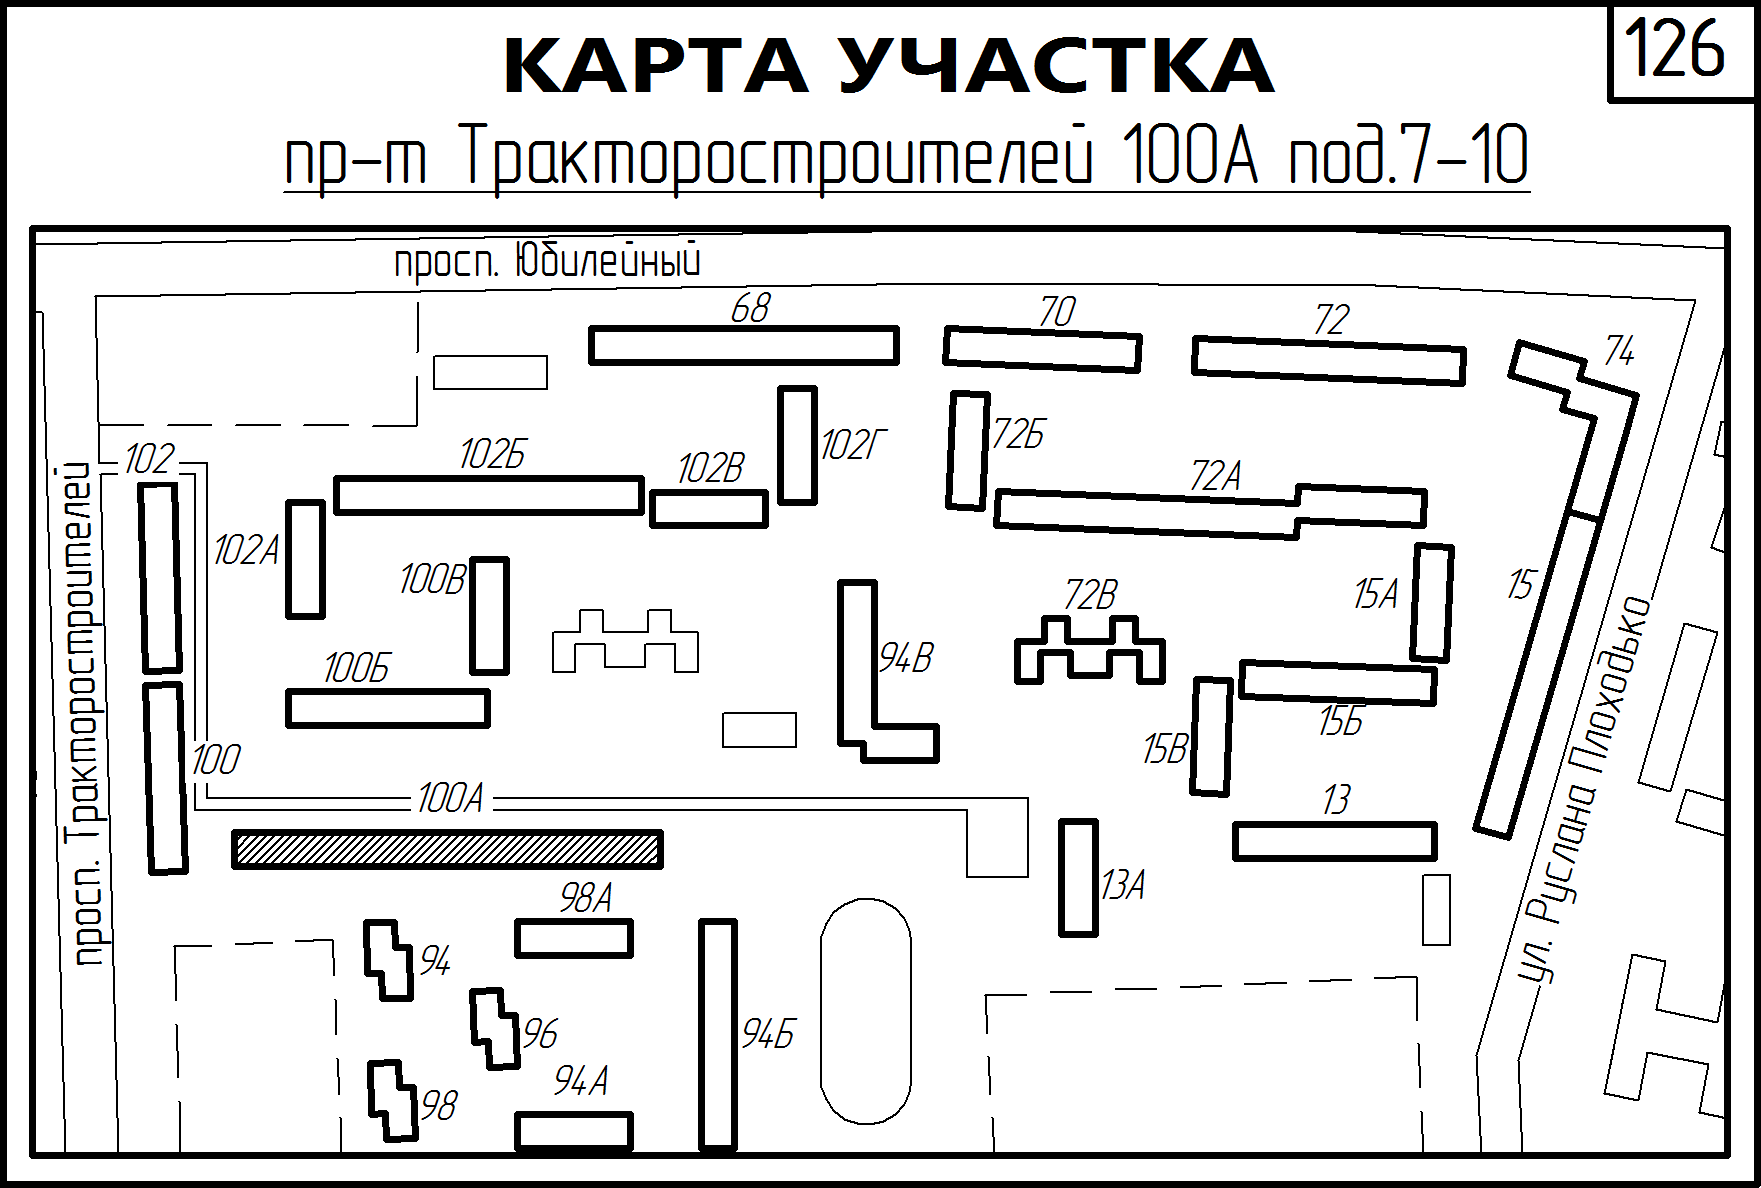 126
КАРТА УЧАСТКА
пр-т Тракторостроителей 100А под.7-10
просп. Юбилейный
68
70
72
74
102
102Б
102В
102Г
72Б
72А
102А
100В
15А
15
просп. Тракторостроителей
72В
94В
100Б
15Б
15В
100
100А
13
ул. Руслана Плоходько
98А
13А
94
96
94Б
94А
98